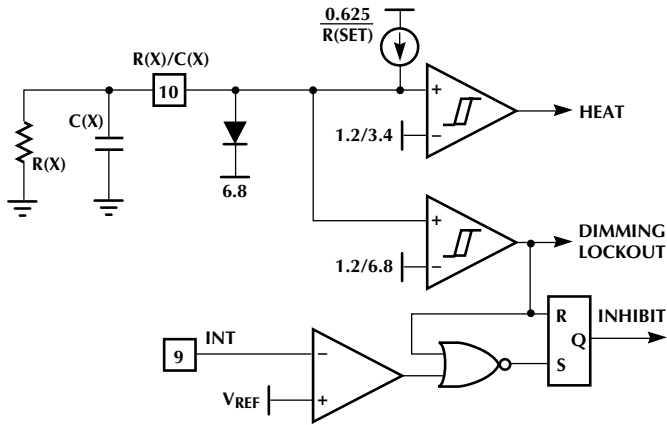 0.625
R(SET)
R(X)/C(X)
10
+
HEAT
C(X)
1.2/3.4
−
R(X)
6.8
+
DIMMING
LOCKOUT
1.2/6.8
−
R
INHIBIT
INT
Q
9
−
S
VREF
+